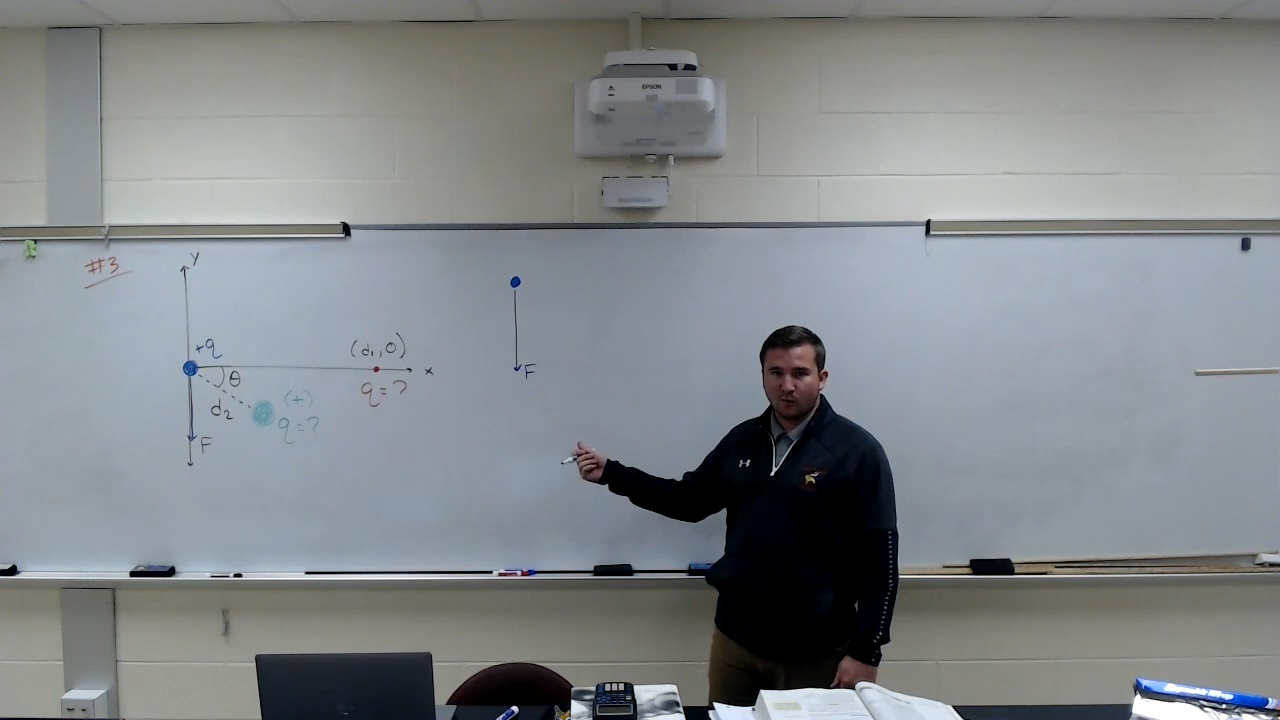 EPSON
#3
y
+q
(d₁,0)
x
θ
q=?
d₂
(+)
q=?
F
F